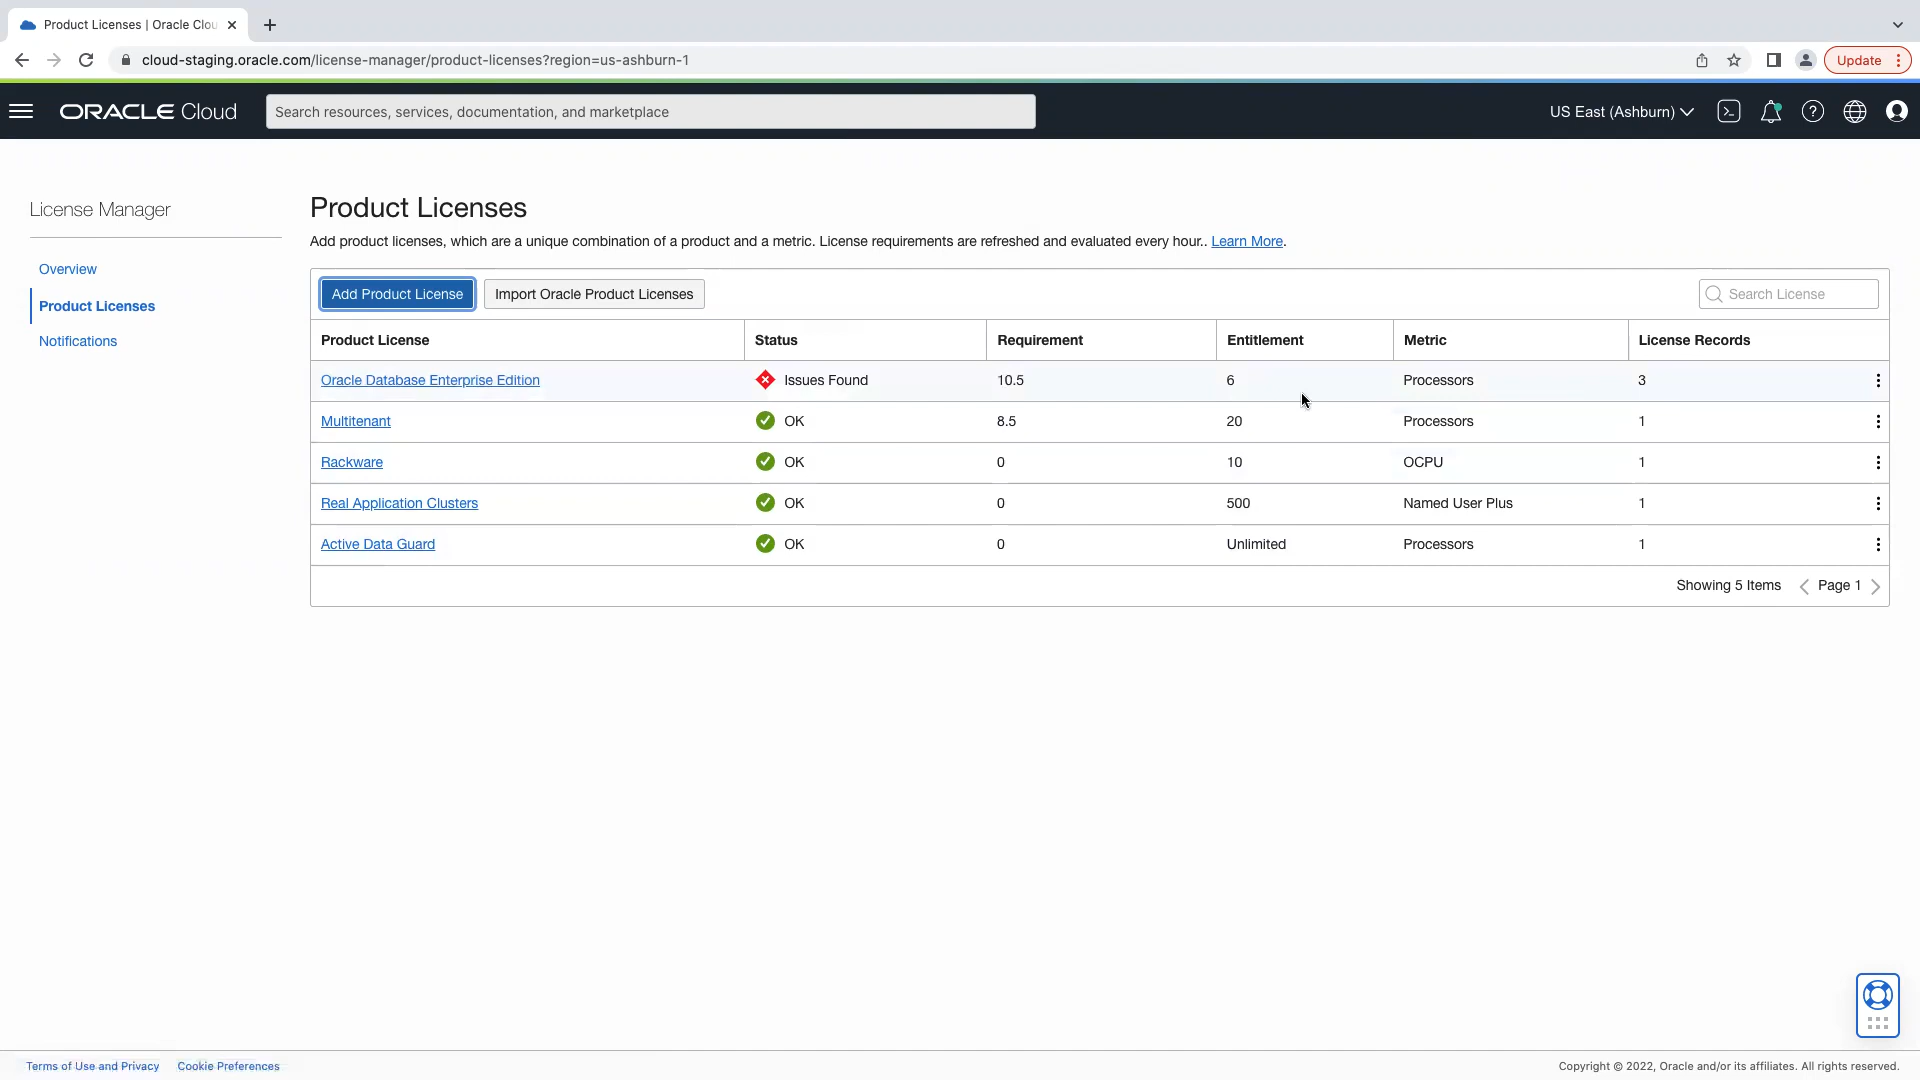 Product Licenses | Oracle Clou
cloud-staging.oracle.com/license-manager/product-licenses?region=us-ashburn-1
Update
ORACLE Cloud
Search resources, services, documentation, and marketplace
US East (Ashburn)
License Manager
Overview
Product Licenses
Notifications
Product Licenses
Add product licenses, which are a unique combination of a product and a metric. License requirements are refreshed and evaluated every hour.. Learn More.
Add Product License Import Oracle Product Licenses Search License
Product License Status Requirement Entitlement Metric License Records
Oracle Database Enterprise Edition Issues Found 10.5 6 Processors 3
Multitenant OK 8.5 20 Processors 1
Rackware OK 0 10 OCPU 1
Real Application Clusters OK 0 500 Named User Plus 1
Active Data Guard OK 0 Unlimited Processors 1
Showing 5 Items Page 1
Terms of Use and Privacy Cookie Preferences Copyright © 2022, Oracle and/or its affiliates. All rights reserved.